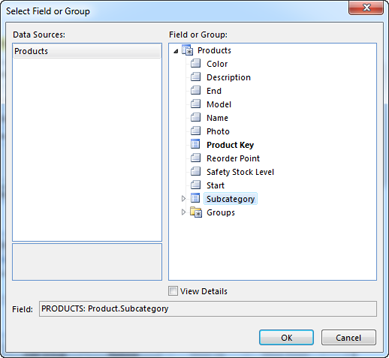 Select Field or Group
Data Sources:
Field or Group:
Products
Products
Color
Description
End
Model
Name
Photo
Product Key
Reorder Point
Safety Stock Level
Start
Subcategory
Groups
View Details
Field: PRODUCTS: Product.Subcategory
OK Cancel